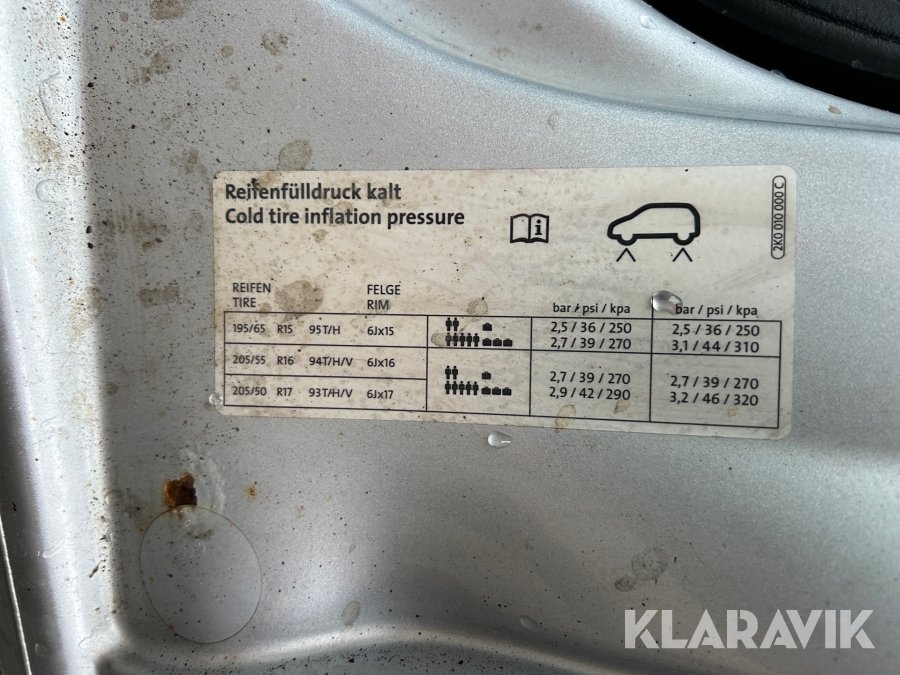 Reifenfülldruck kalt
Cold tire inflation pressure
2K0 010 000 C
REIFEN FELGE
TIRE RIM
bar / psi / kpa bar / psi / kpa
195/65 R15 95T/H 6Jx15 2,5 / 36 / 250 2,5 / 36 / 250
2,7 / 39 / 270 3,1 / 44 / 310
205/55 R16 94T/H/V 6Jx16 2,7 / 39 / 270 2,7 / 39 / 270
205/50 R17 93T/H/V 6Jx17 2,9 / 42 / 290 3,2 / 46 / 320
KLARAVIK